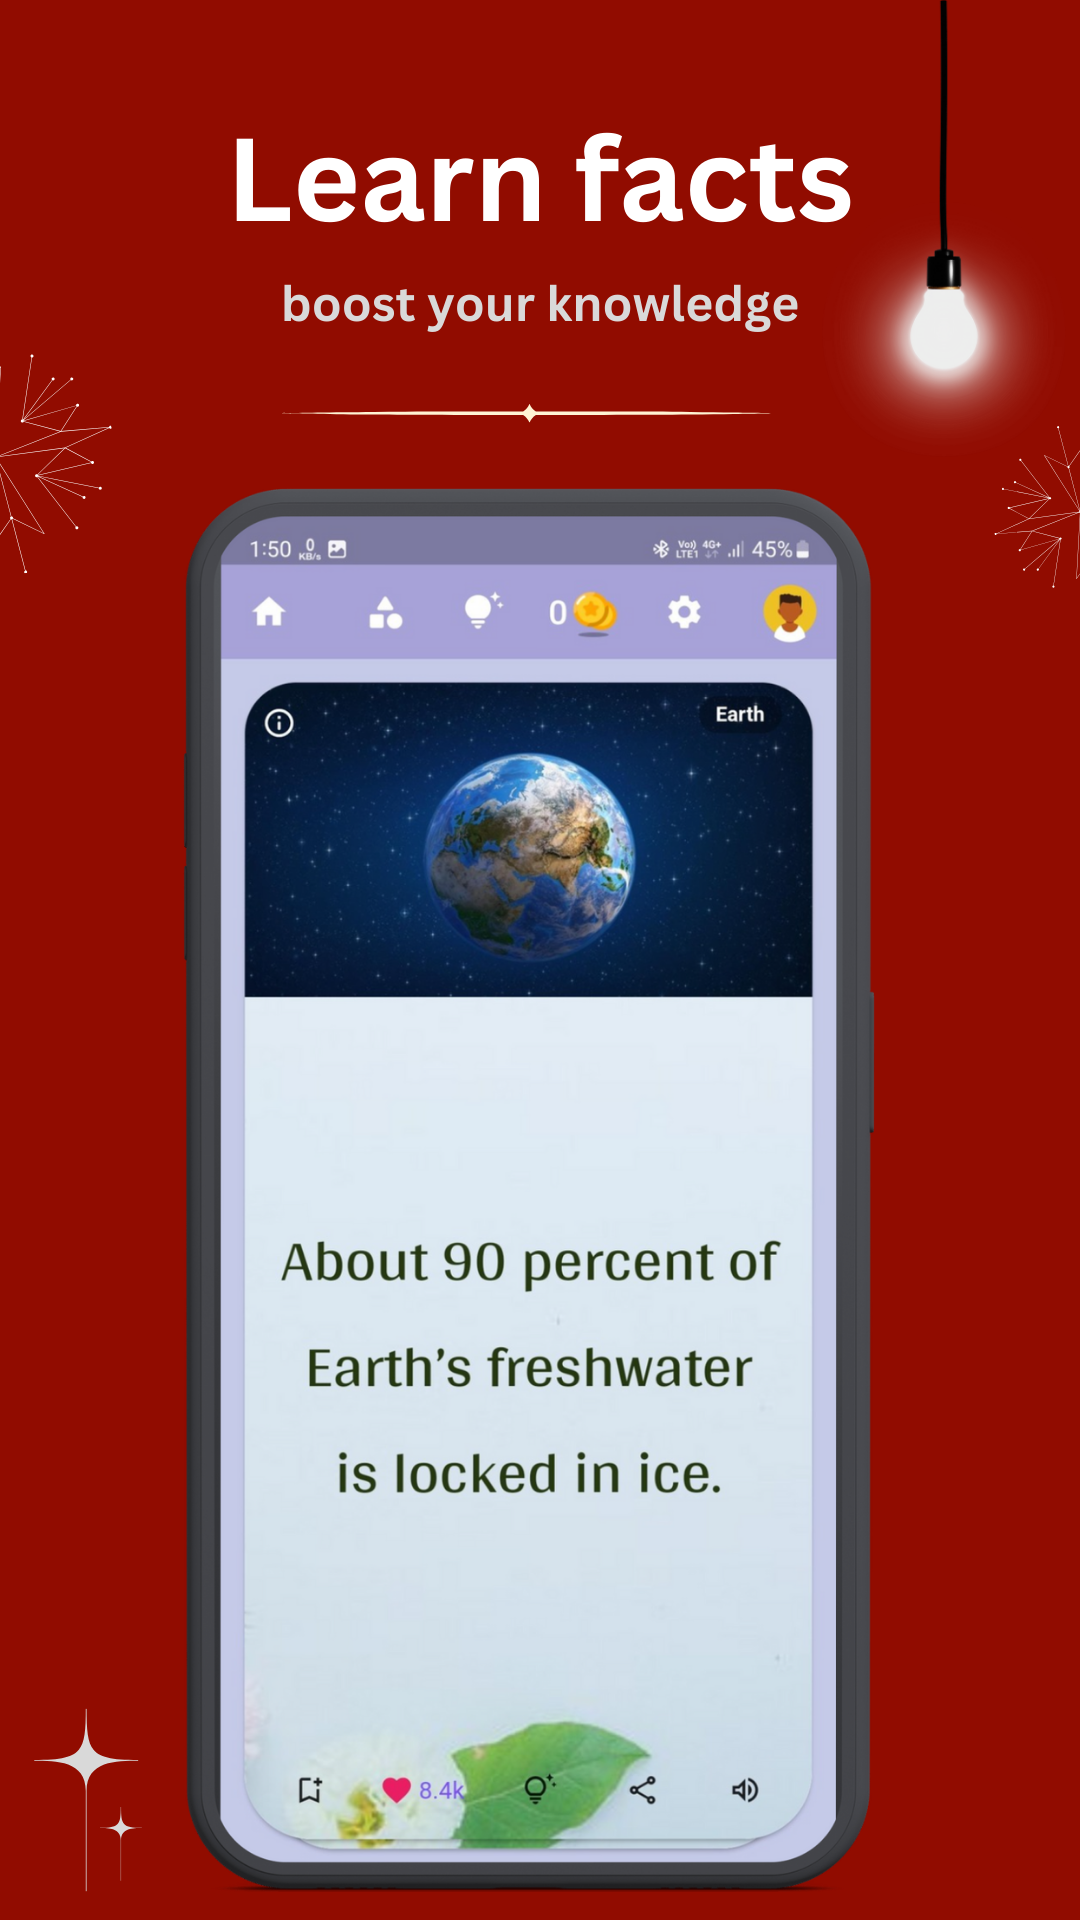 Learn facts
boost your knowledge
1:50 0 KB/s Vo) LTE1 4G+ 45%
0
Earth
About 90 percent of
Earth’s freshwater
is locked in ice.
8.4k